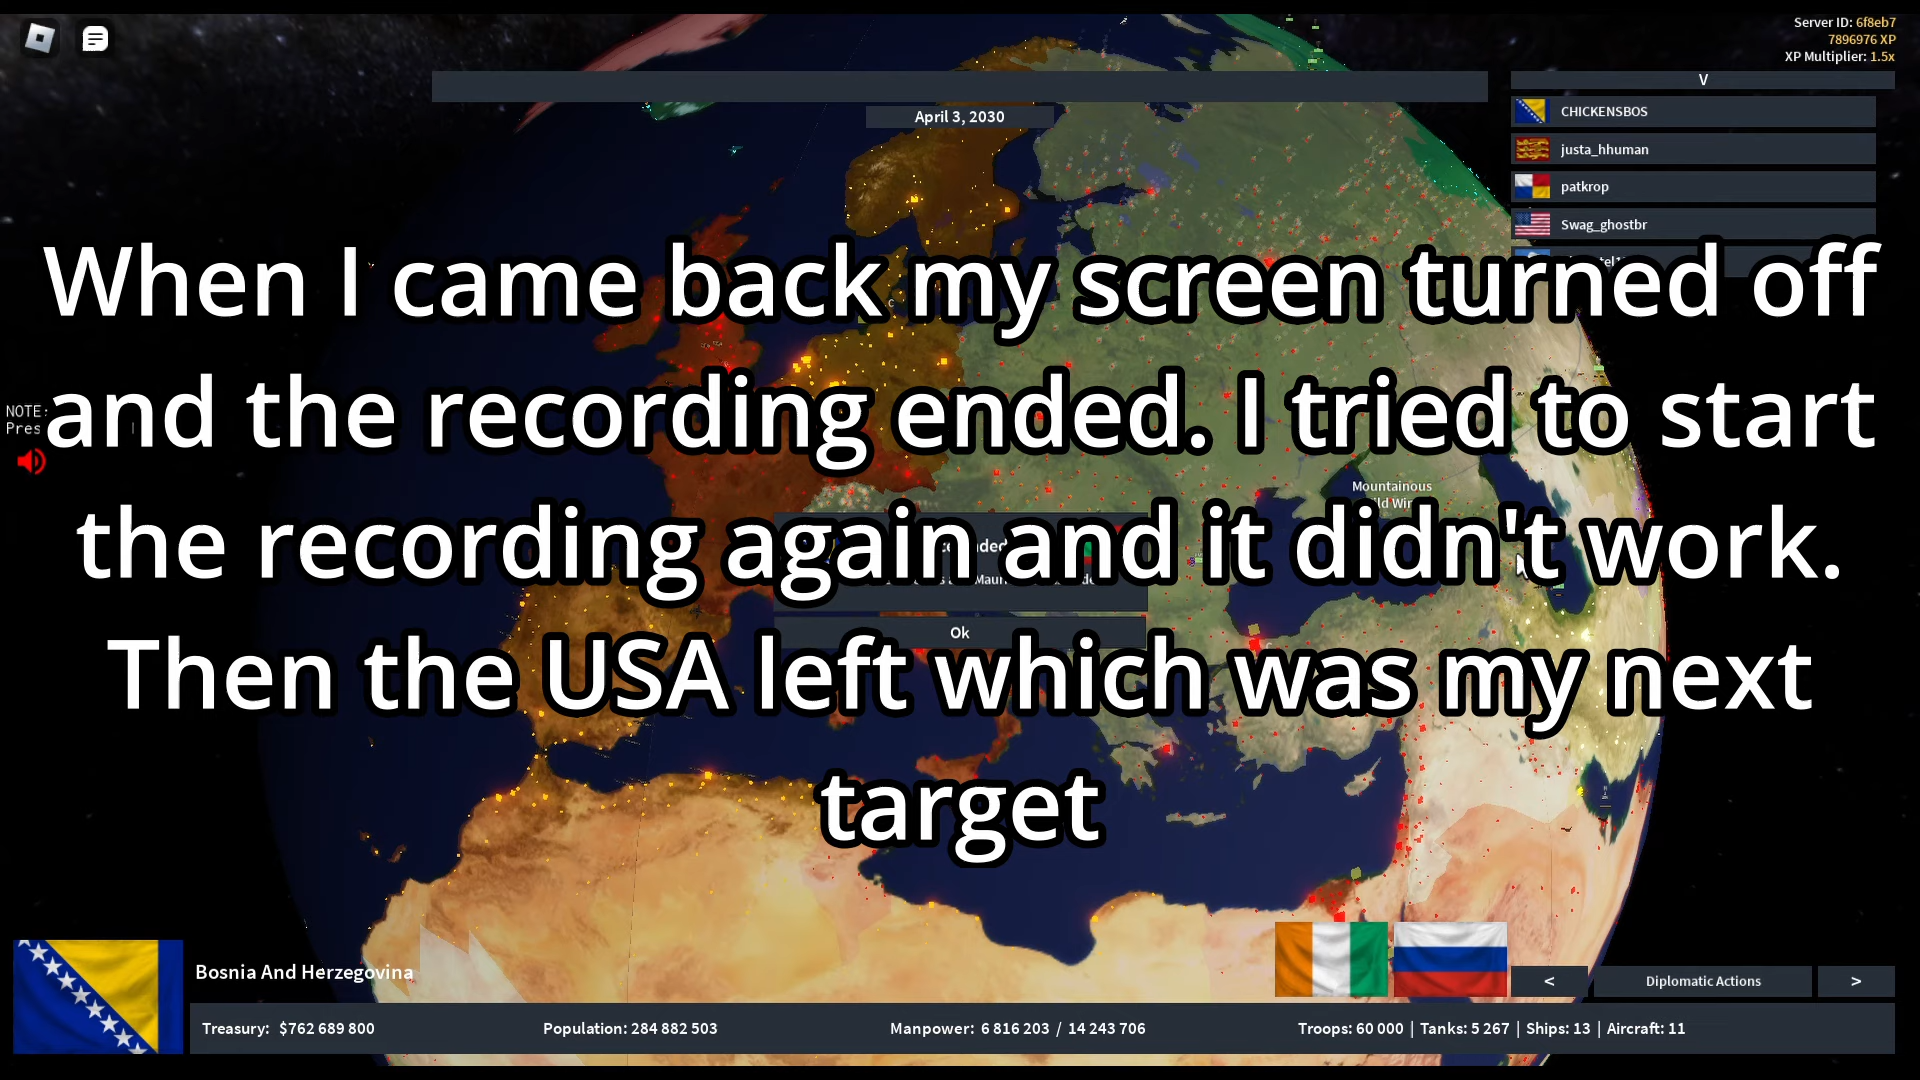 Server ID: 6f8eb7
7896976 XP
XP Multiplier: 1.5x
V
CHICKENSBOS
April 3, 2030
justa_hhuman
patkrop
Swag_ghostbr
When I came back my screen turned off
and the recording ended. I tried to start
the recording again and it didn't work.
Then the USA left which was my next
target
NOTE:
Mountainous
Ok
Bosnia And Herzegovina
< Diplomatic Actions >
Treasury: $762 689 800 Population: 284 882 503 Manpower: 6 816 203 / 14 243 706 Troops: 60 000 | Tanks: 5 267 | Ships: 13 | Aircraft: 11